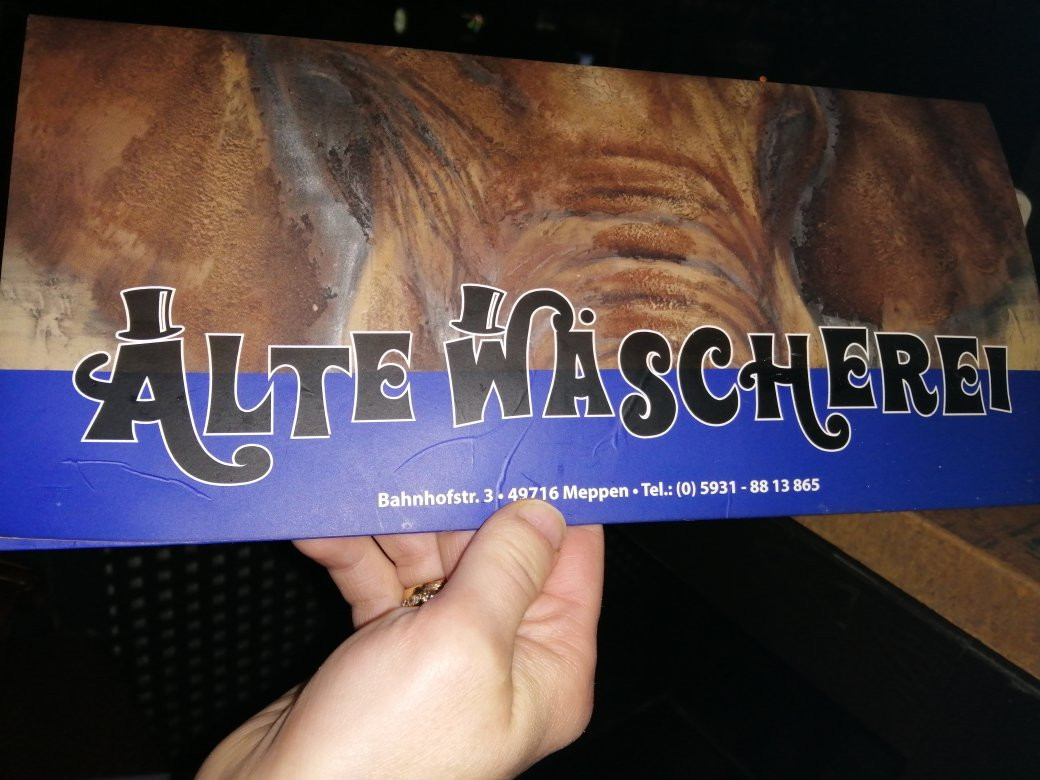 ALTE WÄSCHEREI
Bahnhofstr. 3 • 49716 Meppen • Tel.: (0) 5931 - 88 13 865